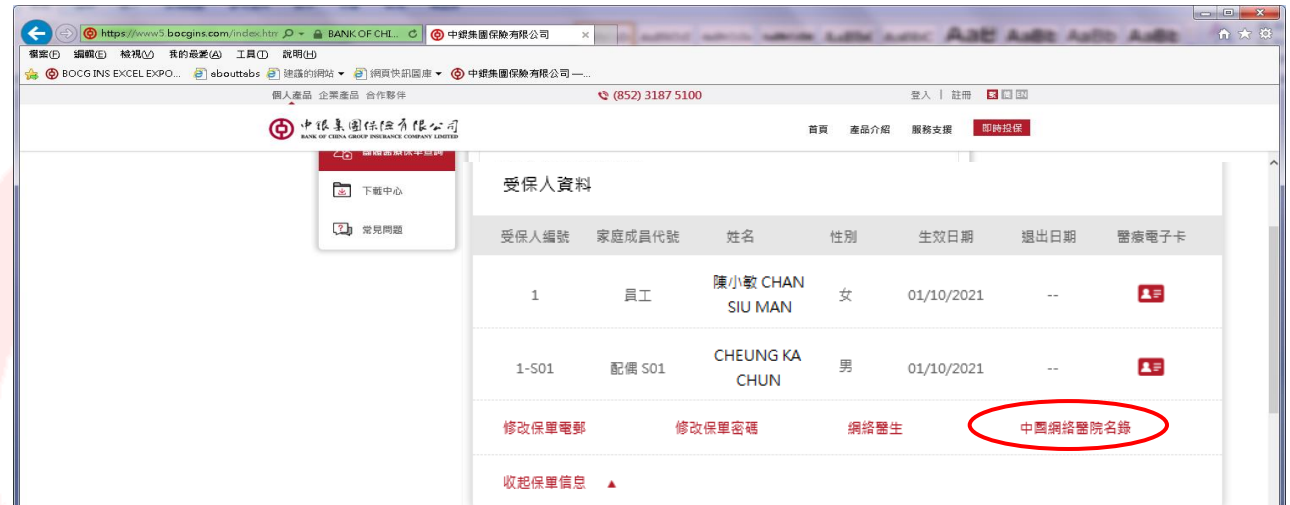 https://www5.bocgins.com/index.htm BANK OF CHI... 中銀集團保險有限公司
檔案(F) 編輯(E) 檢視(V) 我的最愛(A) 工具(T) 說明(H)
BOCG INS EXCEL EXPO... abouttabs 建議的網站 網頁快訊圖庫 中銀集團保險有限公司 —...
個人產品 企業產品 合作夥伴 (852) 3187 5100 登入 | 註冊
中銀集團保險有限公司
BANK OF CHINA GROUP INSURANCE COMPANY LIMITED
首頁 產品介紹 服務支援 即時投保
下載中心
常見問題
受保人資料
受保人編號 家庭成員代號 姓名 性別 生效日期 退出日期 醫療電子卡
1 員工 陳小敏 CHAN SIU MAN 女 01/10/2021 --
1-S01 配偶 S01 CHEUNG KA CHUN 男 01/10/2021 --
修改保單電郵 修改保單密碼 網絡醫生 中國網絡醫院名錄
收起保單信息 ▲